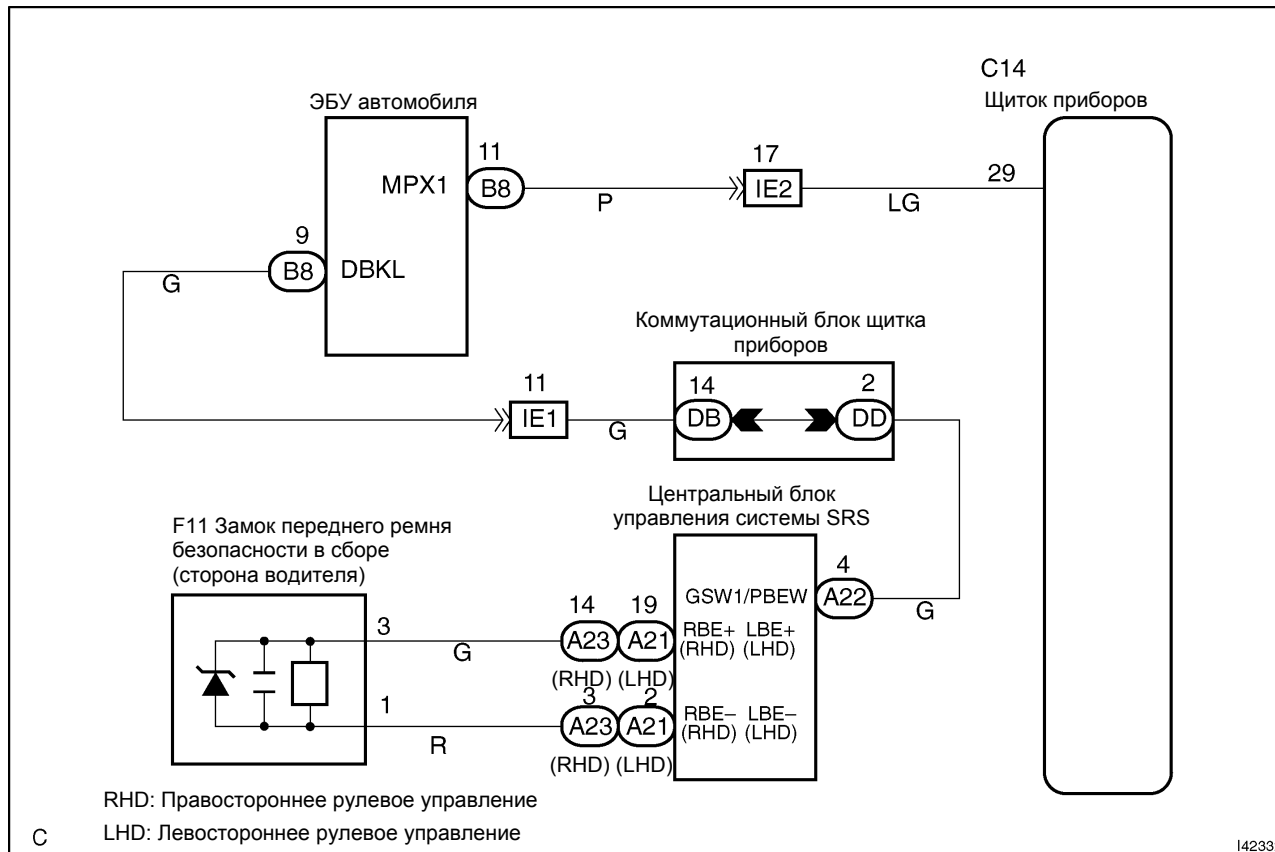 C14
Щиток приборов
ЭБУ автомобиля
11
17
MPX1
B8
IE2
29
P
LG
9
B8
DBKL
G
Коммутационный блок щитка
приборов
11
14
2
IE1
DB
DD
G
Центральный блок
управления системы SRS
F11 Замок переднего ремня
безопасности в сборе
(сторона водителя)
4
GSW1/PBEW
A22
G
14
19
3
G
A23
A21
RBE+ LBE+
(RHD) (LHD)
(RHD) (LHD)
3
2
1
R
A23
A21
RBE– LBE–
(RHD) (LHD)
(RHD) (LHD)
RHD: Правостороннее рулевое управление
C
LHD: Левостороннее рулевое управление